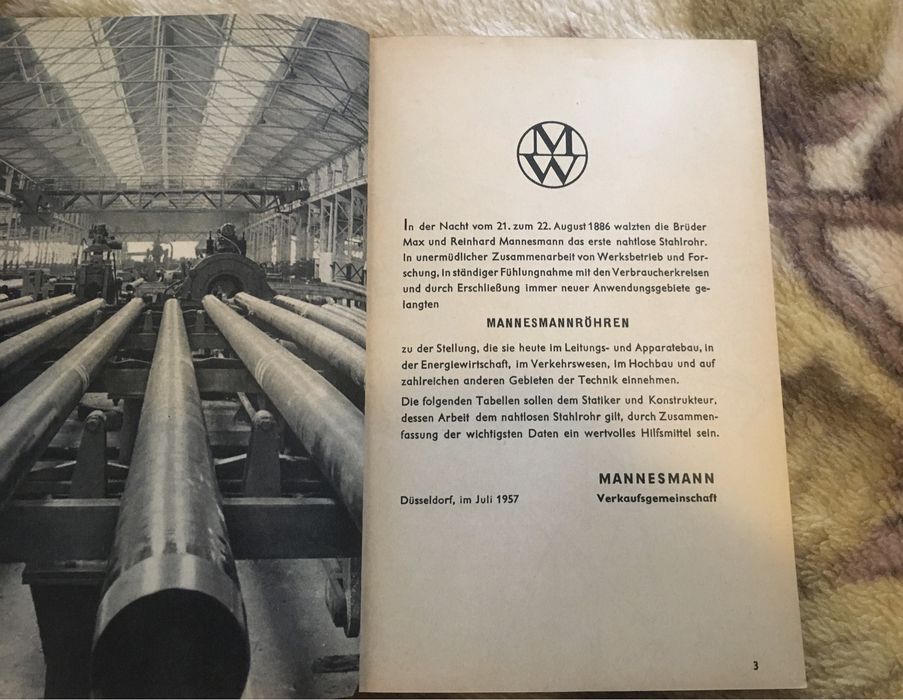 M
W
In der Nacht vom 21. zum 22. August 1886 walzten die Brüder
Max und Reinhard Mannesmann das erste nahtlose Stahlrohr.
In unermüdlicher Zusammenarbeit von Werksbetrieb und For-
schung, in ständiger Fühlungnahme mit den Verbraucherkreisen
und durch Erschließung immer neuer Anwendungsgebiete ge-
langten
MANNESMANNRÖHREN
zu der Stellung, die sie heute im Leitungs- und Apparatebau, in
der Energiewirtschaft, im Verkehrswesen, im Hochbau und auf
zahlreichen anderen Gebieten der Technik einnehmen.
Die folgenden Tabellen sollen dem Statiker und Konstrukteur,
dessen Arbeit dem nahtlosen Stahlrohr gilt, durch Zusammen-
fassung der wichtigsten Daten ein wertvolles Hilfsmittel sein.
MANNESMANN
Düsseldorf, im Juli 1957 Verkaufsgemeinschaft
3